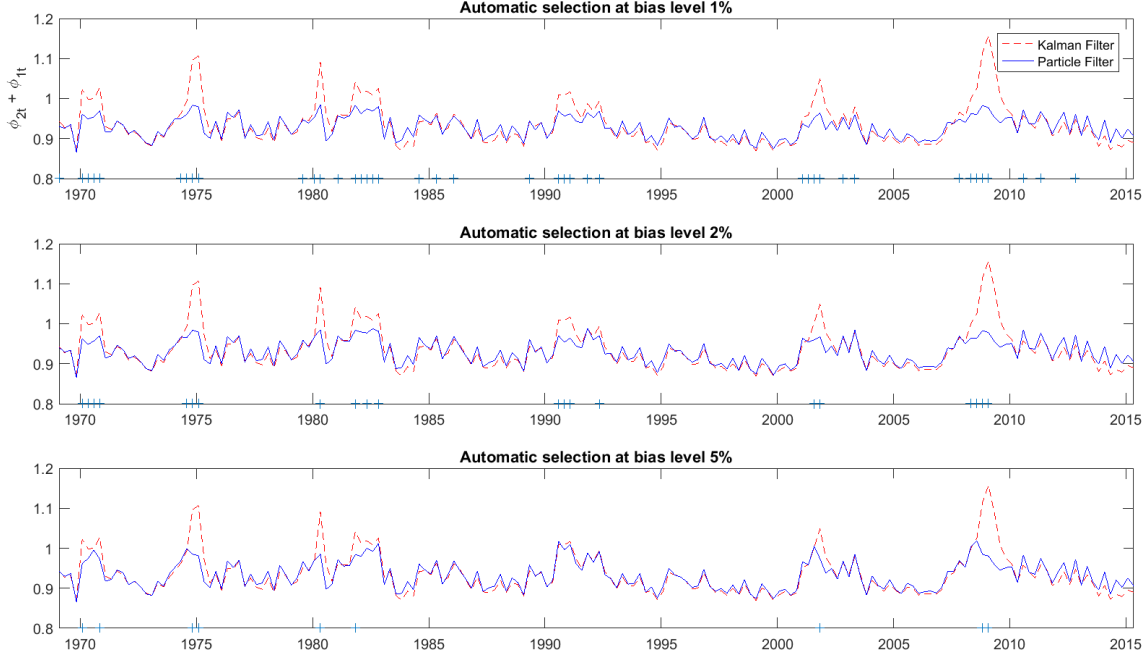 Automatic selection at bias level 1%
1.2
1.1
1
0.9
0.8
ϕ2t + ϕ1t
Kalman Filter
Particle Filter
1970 1975 1980 1985 1990 1995 2000 2005 2010 2015
Automatic selection at bias level 2%
1.2
1.1
1
0.9
0.8
1970 1975 1980 1985 1990 1995 2000 2005 2010 2015
Automatic selection at bias level 5%
1.2
1.1
1
0.9
0.8
1970 1975 1980 1985 1990 1995 2000 2005 2010 2015